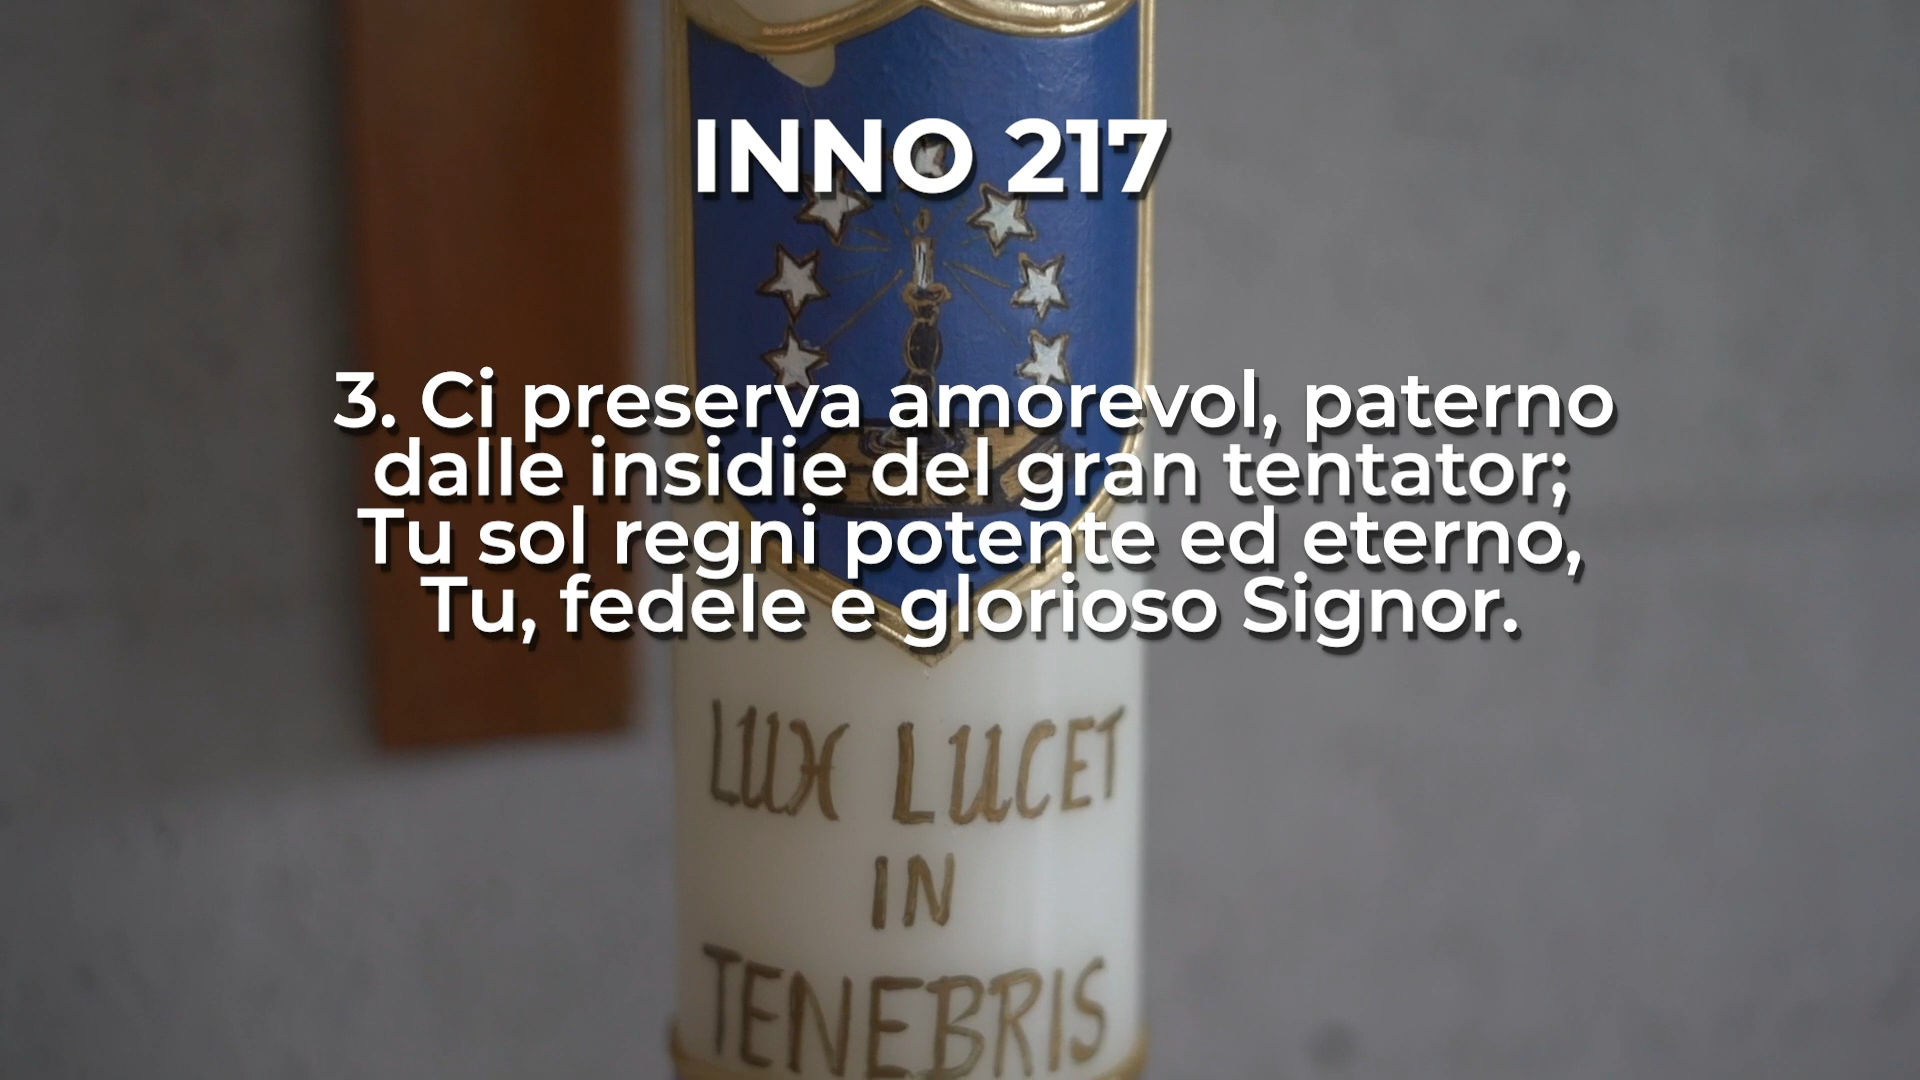 INNO 217
3. Ci preserva amorevol, paterno
dalle insidie del gran tentator;
Tu sol regni potente ed eterno,
Tu, fedele e glorioso Signor.
LUX LUCET
IN
TENEBRIS